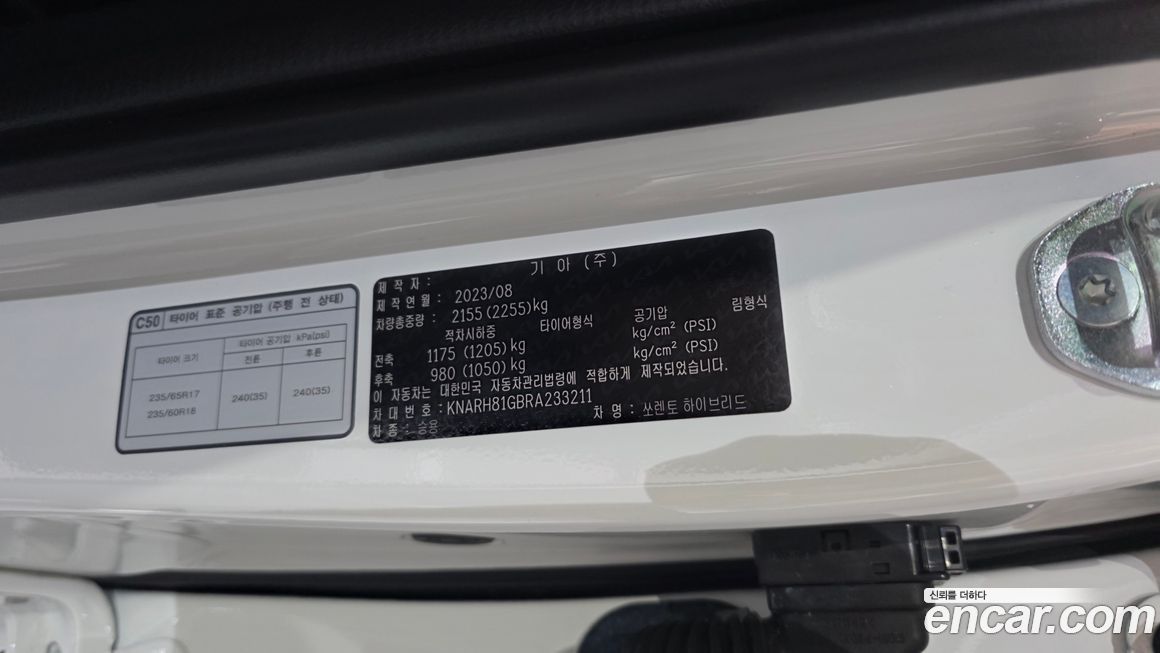 C50 타이어 표준 공기압 (주행 전 상태)
타이어 크기 타이어 공기압 kPa(psi)
전륜 후륜
235/65R17
235/60R18
240(35) 240(35)
제작자 : 기 아 (주)
제작연월 : 2023/08
차량총중량 : 2155 (2255)kg
적차시하중 타이어형식 공기압 림형식
전축 1175 (1205) kg kg/cm² (PSI)
후축 980 (1050) kg kg/cm² (PSI)
이 자동차는 대한민국 자동차관리법령에 적합하게 제작되었습니다.
차 대 번 호 : KNARH81GBRA233211
차 종 : 승용 차 명 : 쏘렌토 하이브리드
신뢰를 더하다
encar.com